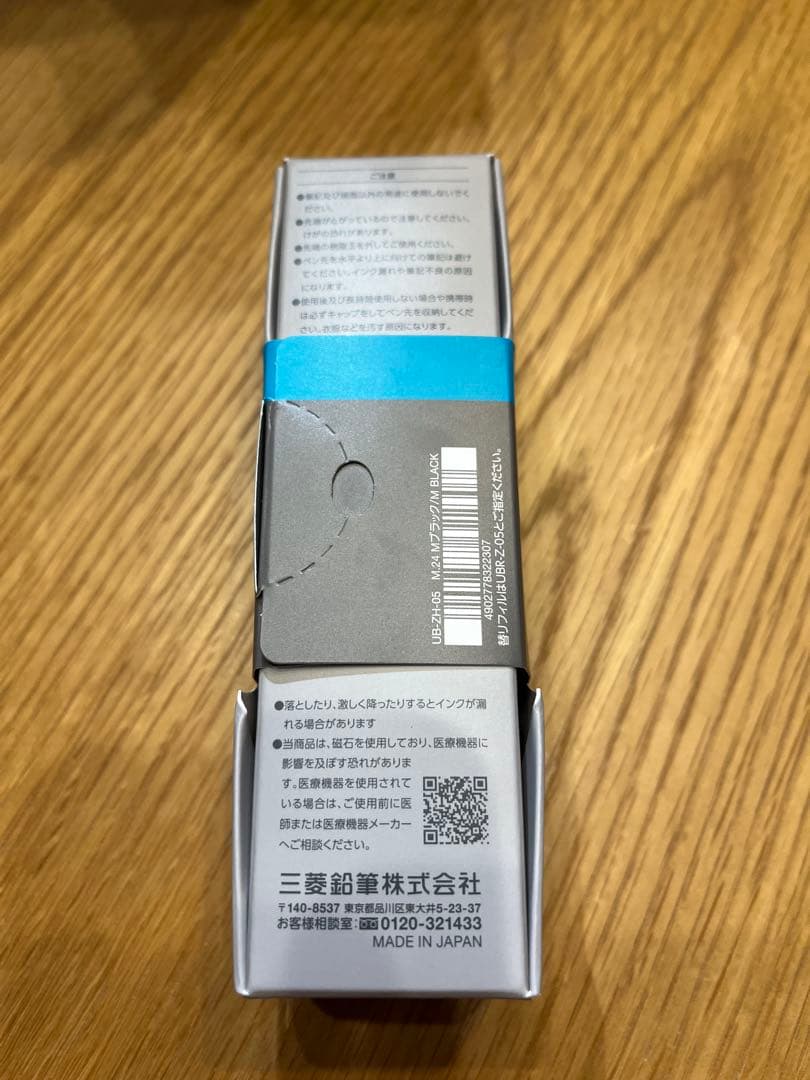 ご注意
●筆記及び描画以外の用途に使用しないでく
ださい。
●先端がとがっているので注意してください。
けがの恐れがあります。
●先端の樹脂玉を外してご使用ください。
●ペン先を水平より上に向けての筆記は避け
てください。インク漏れや筆記不良の原因
になります。
●使用後及び長時間使用しない場合や携帯時
は必ずキャップをしてペン先を収納してくだ
さい。衣服などを汚す原因になります。
UB-ZH-05 M.24 Mブラック/M BLACK
4902778322307
替リフィルはUBR-Z-05とご指定ください。
●落としたり、激しく降ったりするとインクが漏
れる場合があります
●当商品は、磁石を使用しており、医療機器に
影響を及ぼす恐れがありま
す。医療機器を使用されて
いる場合は、ご使用前に医
師または医療機器メーカー
へご相談ください。
三菱鉛筆株式会社
〒140-8537 東京都品川区東大井5-23-37
お客様相談室:0120-321433
MADE IN JAPAN